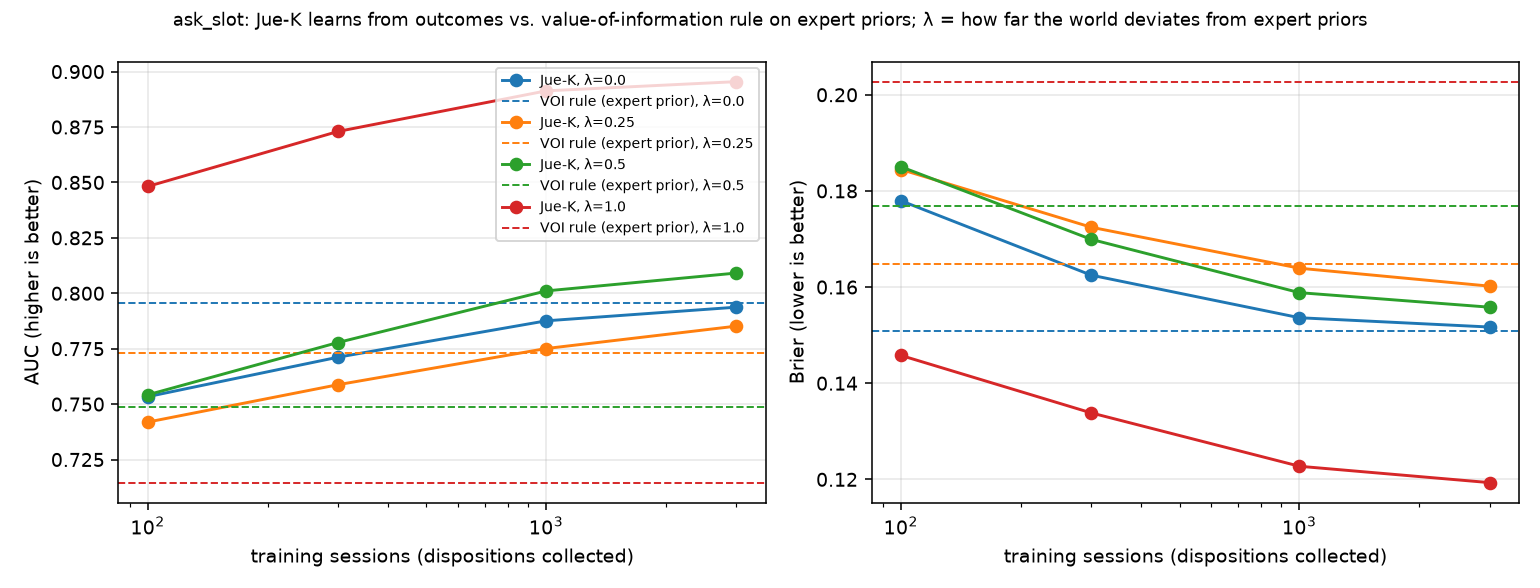 ask_slot: Jue-K learns from outcomes vs. value-of-information rule on expert priors; λ = how far the world deviates from expert priors
AUC (higher is better)
0.900
0.875
0.850
0.825
0.800
0.775
0.750
0.725
Jue-K, λ=0.0
VOI rule (expert prior), λ=0.0
Jue-K, λ=0.25
VOI rule (expert prior), λ=0.25
Jue-K, λ=0.5
VOI rule (expert prior), λ=0.5
Jue-K, λ=1.0
VOI rule (expert prior), λ=1.0
10²
10³
training sessions (dispositions collected)
Brier (lower is better)
0.20
0.18
0.16
0.14
0.12
10²
10³
training sessions (dispositions collected)